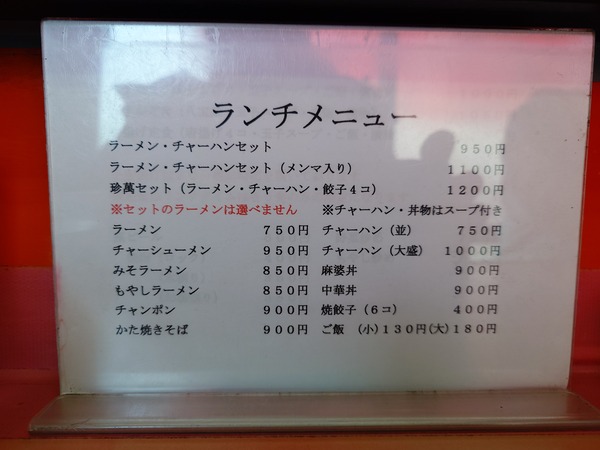 ランチメニュー
ラーメン・チャーハンセット ９５０円
ラーメン・チャーハンセット（メンマ入り） １１００円
珍萬セット（ラーメン・チャーハン・餃子４コ） １２００円
※セットのラーメンは選べません ※チャーハン・丼物はスープ付き
ラーメン ７５０円 チャーハン（並） ７５０円
チャーシューメン ９５０円 チャーハン（大盛） １０００円
みそラーメン ８５０円 麻婆丼 ９００円
もやしラーメン ８５０円 中華丼 ９００円
チャンポン ９００円 焼餃子（６コ） ４００円
かた焼きそば ９００円 ご飯 (小)１３０円(大)１８０円